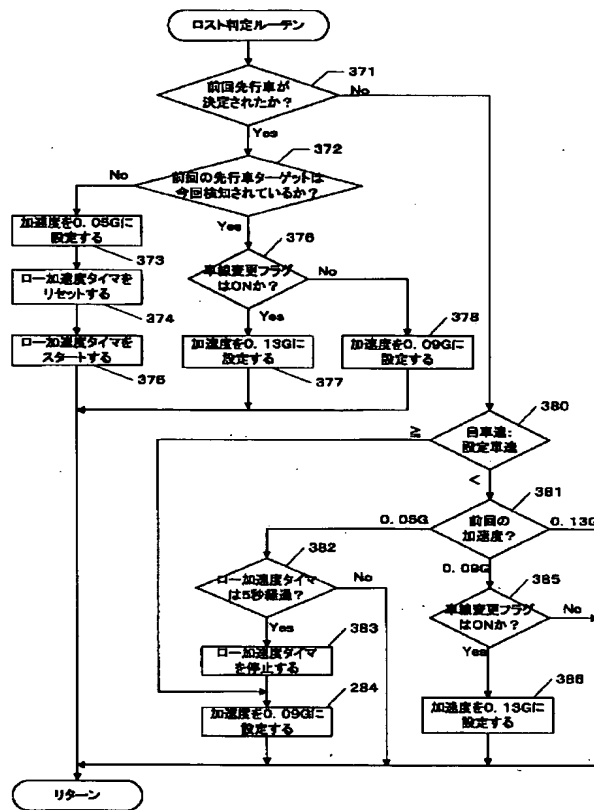 ロスト判定ルーテン
371
前回先行車が
決定されたか？
No
Yes
372
前回の先行車ターゲットは
今回検知されているか？
No
Yes
加速度を0．05Gに
設定する
373
ロー加速度タイマを
リセットする
374
ロー加速度タイマを
スタートする
375
376
車線変更フラグ
はONか？
No
Yes
加速度を0．13Gに
設定する
377
378
加速度を0．09Gに
設定する
380
自車速：
設定車速
≧
＜
381
前回の
加速度？
0．05G
0．13G
0．09G
382
ロー加速度タイマ
は5秒経過？
No
Yes
383
ロー加速度タイマ
を停止する
284
加速度を0．09Gに
設定する
385
車線変更フラグ
はONか？
No
Yes
386
加速度を0．13Gに
設定する
リターン